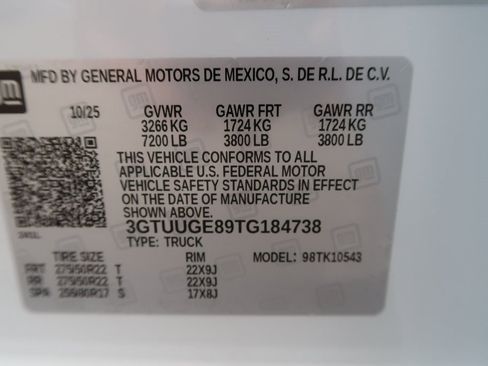 MFD BY GENERAL MOTORS DE MEXICO, S. DE R.L. DE C.V.
10/25 GVWR GAWR FRT GAWR RR
3266 KG 1724 KG 1724 KG
7200 LB 3800 LB 3800 LB
THIS VEHICLE CONFORMS TO ALL
APPLICABLE U.S. FEDERAL MOTOR
VEHICLE SAFETY STANDARDS IN EFFECT
ON THE DATE OF MANUFACTURE
SHOWN ABOVE.
3GTUUGE89TG184738
TYPE: TRUCK
TIRE SIZE RIM MODEL: 98TK10543
FRT 275/50R22 T 22X9J
RR 275/50R22 T 22X9J
SPN 255/80R17 S 17X8J